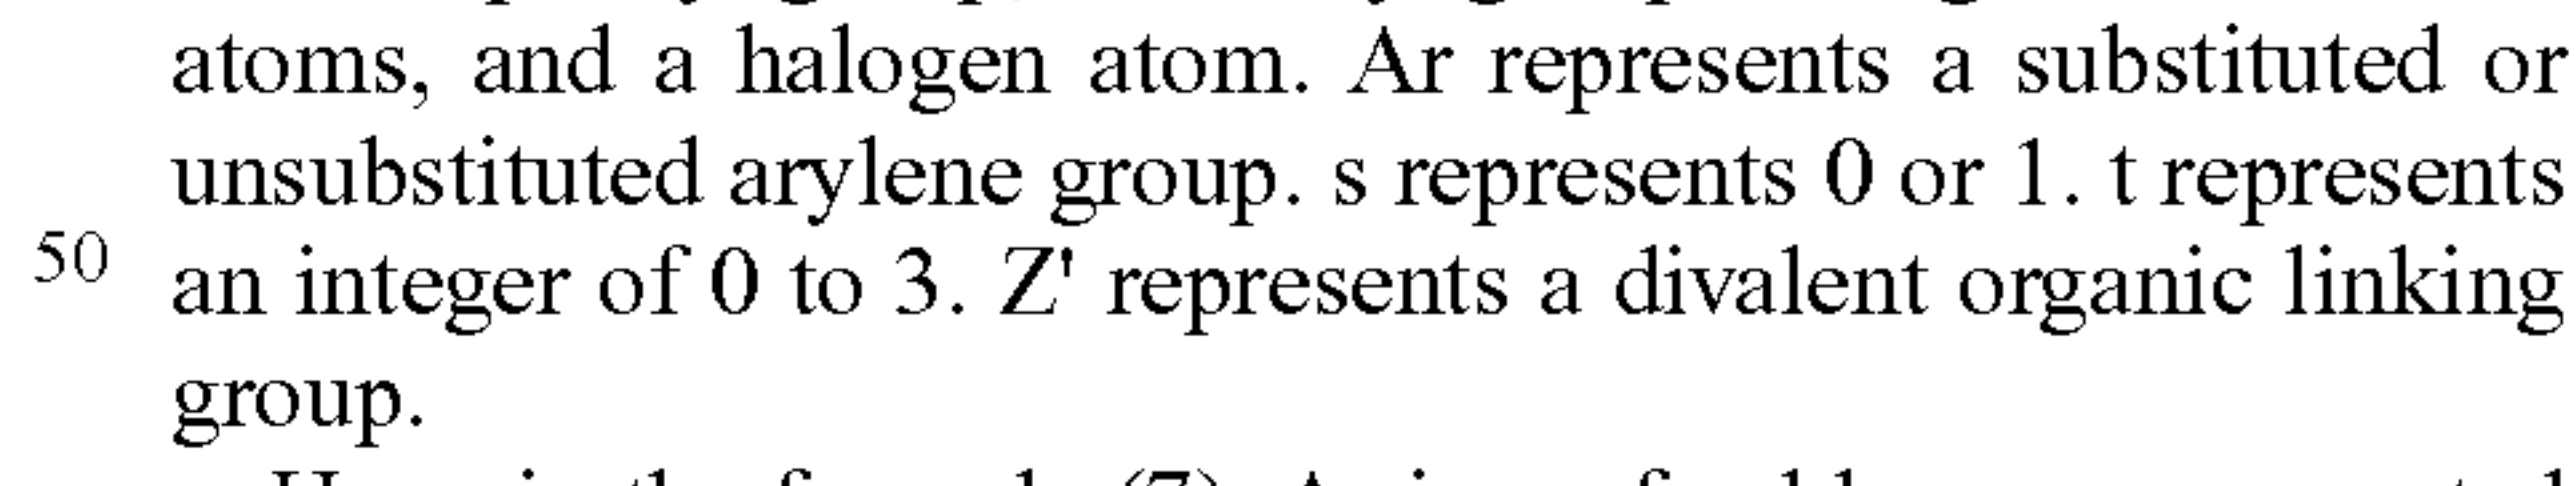 atoms, and a halogen atom. Ar represents a substituted or
unsubstituted arylene group. s represents 0 or 1. t represents
50 an integer of 0 to 3. Z' represents a divalent organic linking
group.